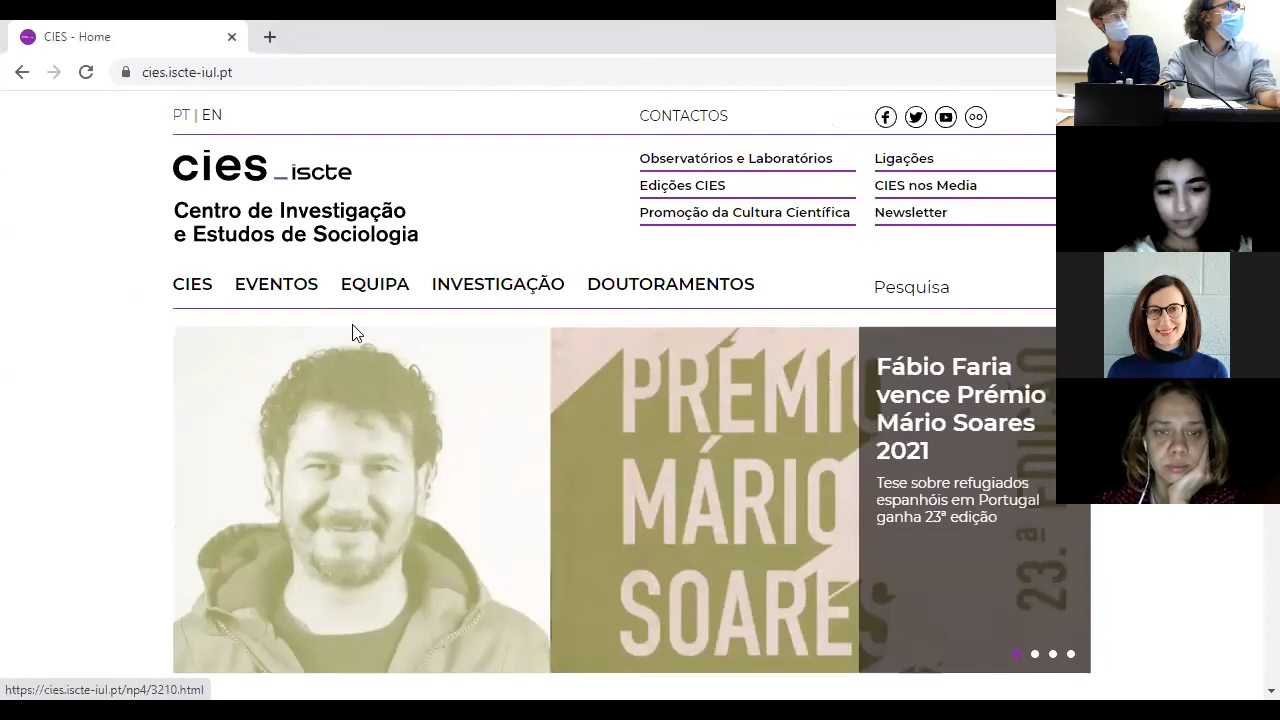 CIES - Home
cies.iscte-iul.pt
PT | EN
CONTACTOS
cies_iscte
Centro de Investigação
e Estudos de Sociologia
Observatórios e Laboratórios
Edições CIES
Promoção da Cultura Científica
Ligações
CIES nos Media
Newsletter
CIES EVENTOS EQUIPA INVESTIGAÇÃO DOUTORAMENTOS
Pesquisa
PRÉMIO
MÁRIO
SOARES
23.ª EDIÇÃO
Fábio Faria
vence Prémio
Mário Soares
2021
Tese sobre refugiados
espanhóis em Portugal
ganha 23ª edição
https://cies.iscte-iul.pt/np4/3210.html